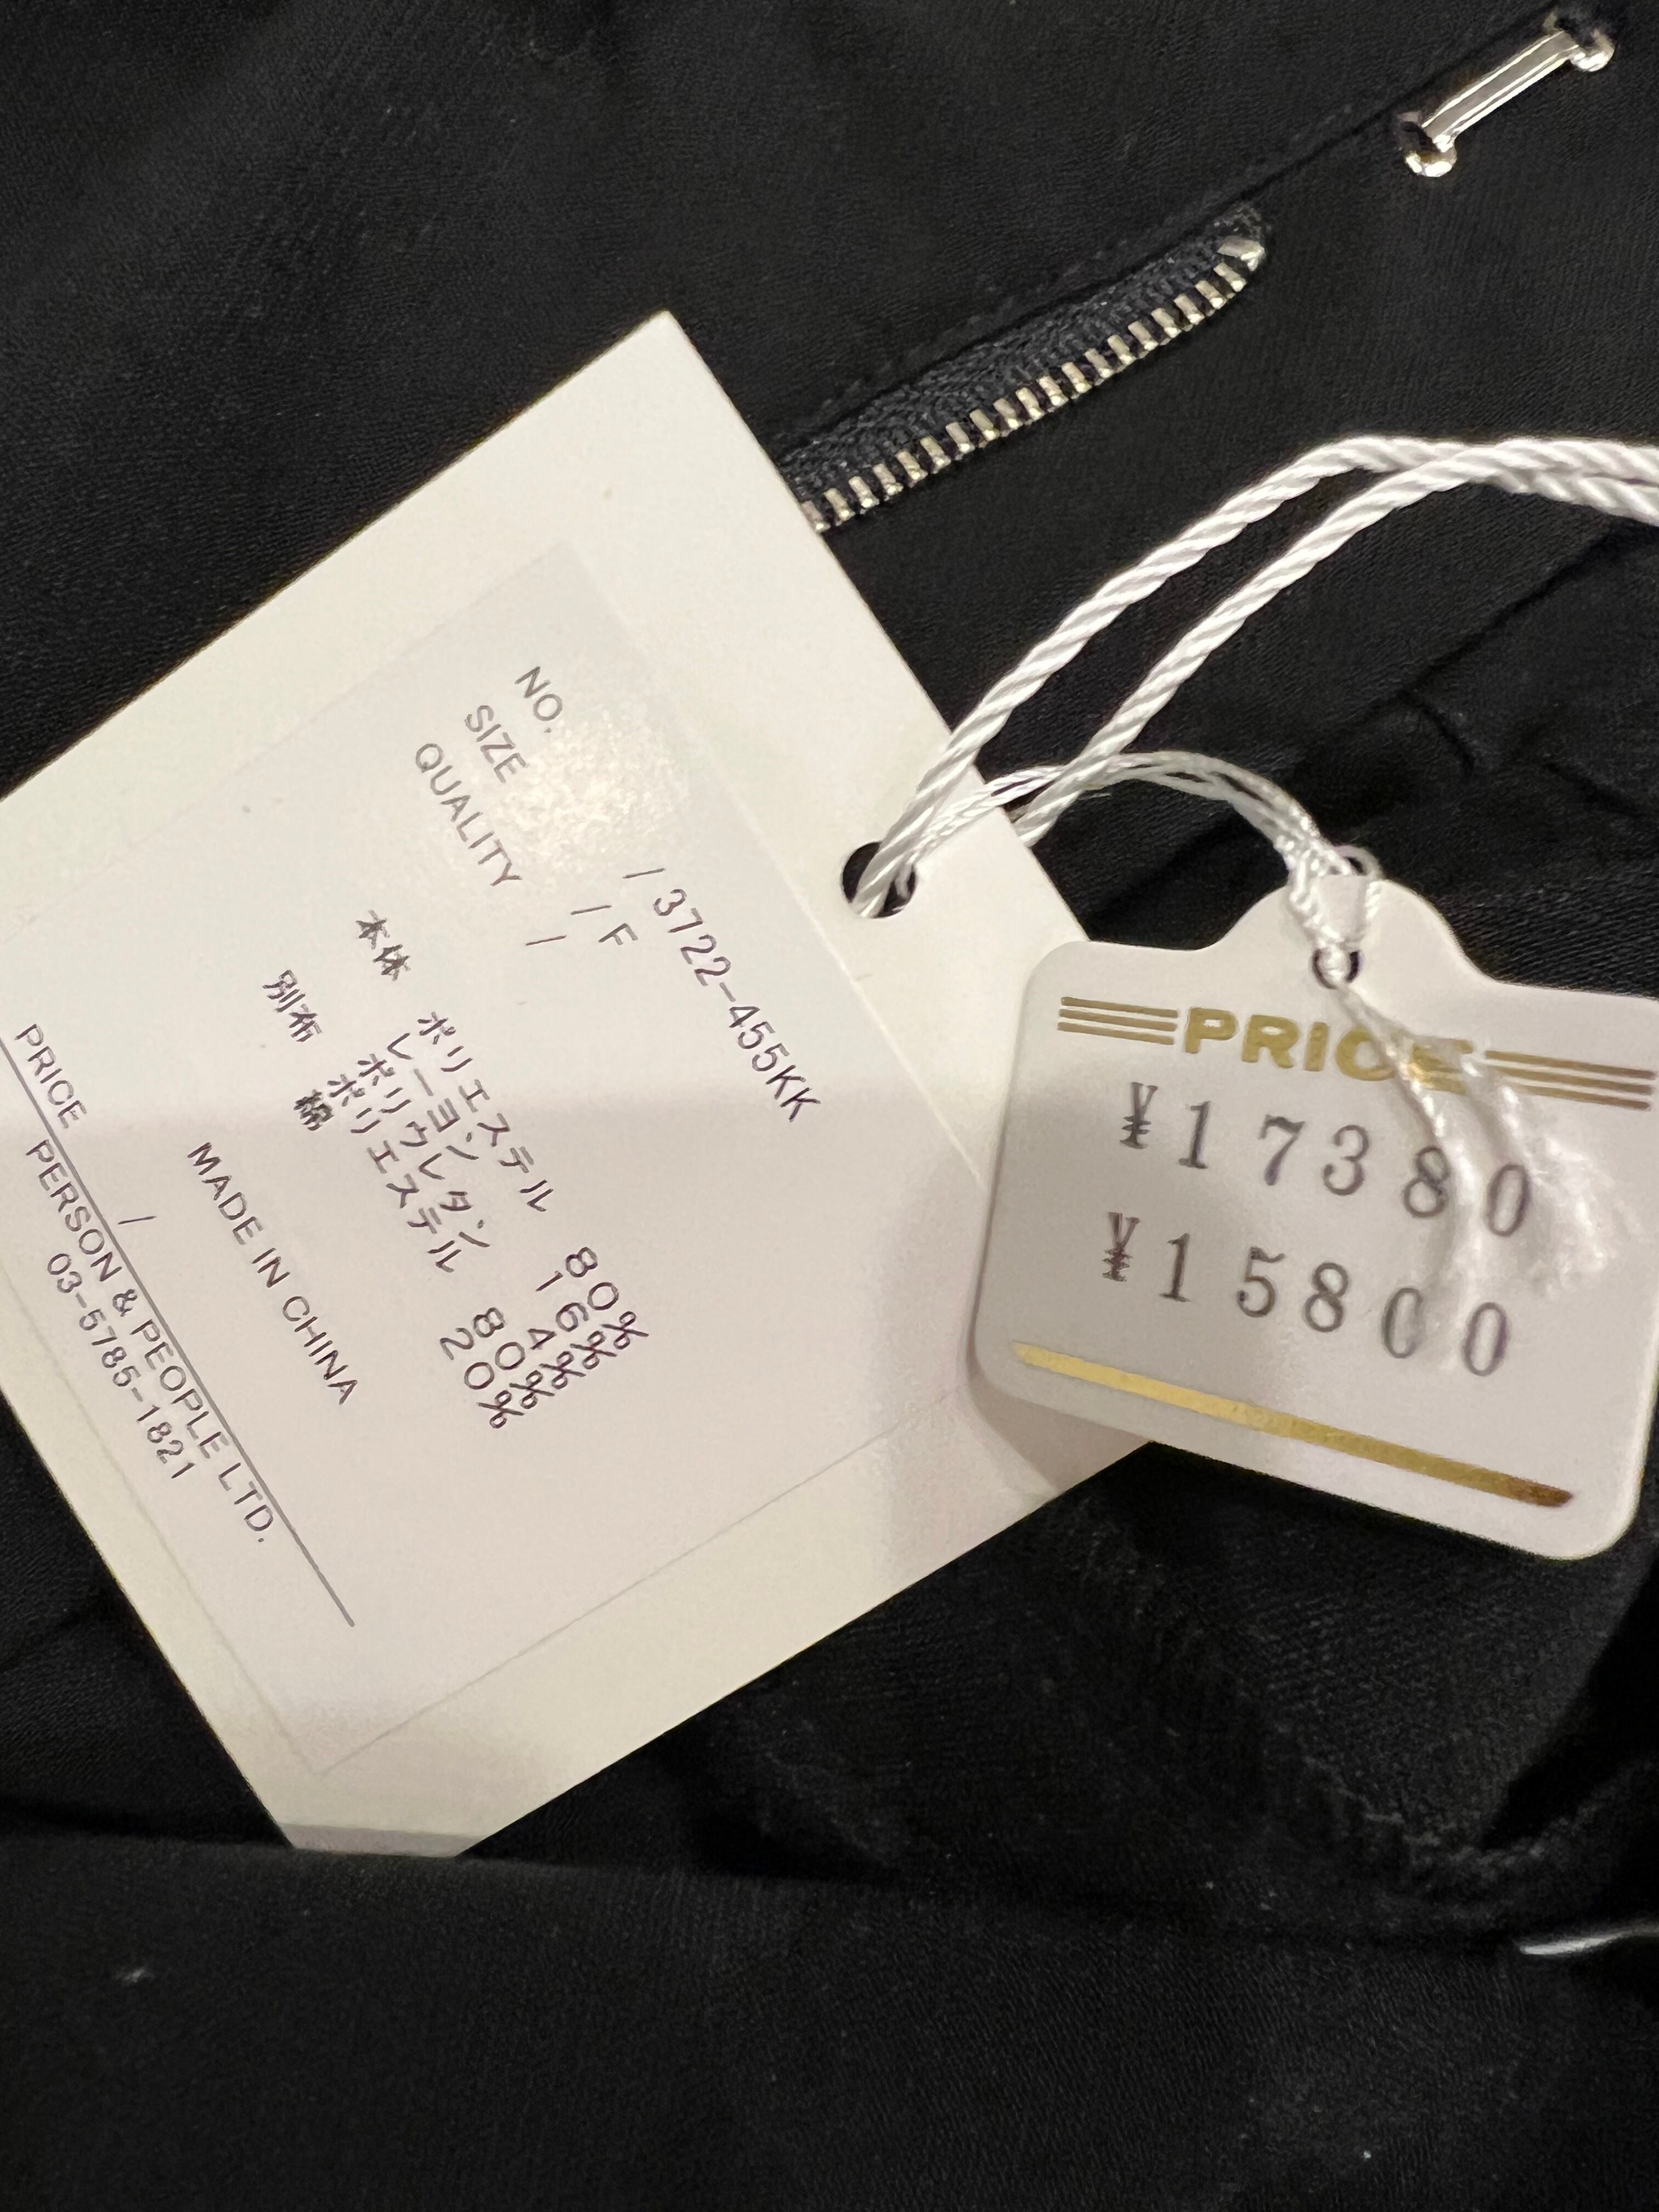 NO. / 3722-455KK
SIZE / F
QUALITY /
本体 ポリエステル 80%
レーヨン 16%
ポリウレタン 4%
別布 ポリエステル 80%
綿 20%
MADE IN CHINA
PRICE /
PERSON & PEOPLE LTD.
03-5785-1821
PRICE
¥17380
¥15800